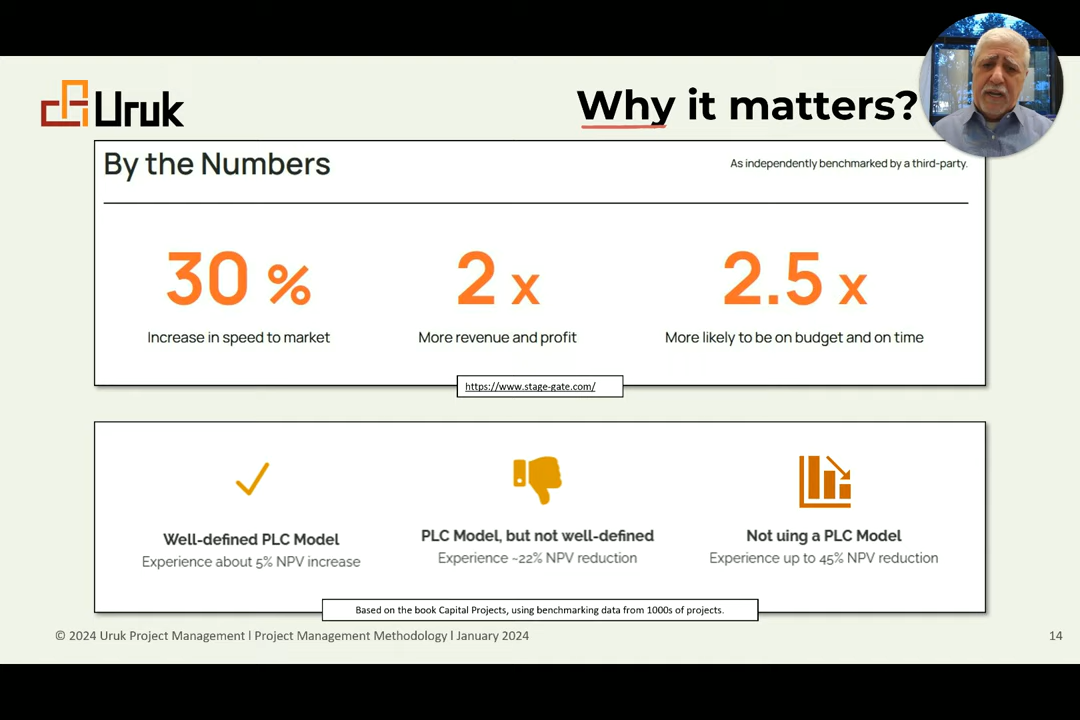 Uruk
Why it matters?
By the Numbers
As independently benchmarked by a third-party.
30 %
2 x
2.5 x
Increase in speed to market
More revenue and profit
More likely to be on budget and on time
https://www.stage-gate.com/
Well-defined PLC Model
Experience about 5% NPV increase
PLC Model, but not well-defined
Experience ~22% NPV reduction
Not uing a PLC Model
Experience up to 45% NPV reduction
Based on the book Capital Projects, using benchmarking data from 1000s of projects.
© 2024 Uruk Project Management | Project Management Methodology | January 2024
14